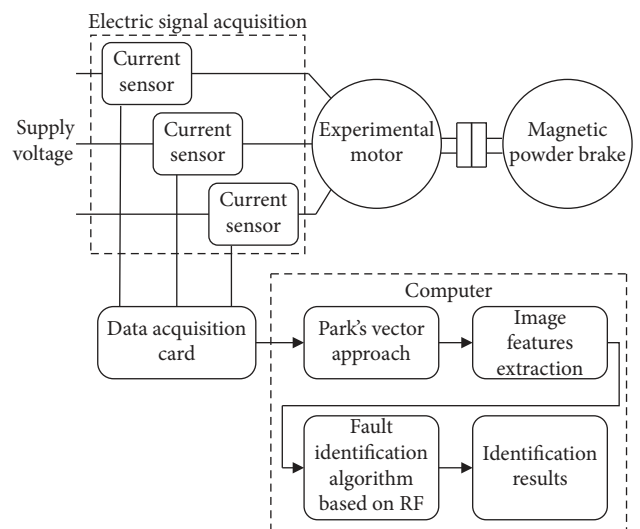 Electric signal acquisition
Current
sensor
Supply
voltage
Current
sensor
Current
sensor
Experimental
motor
Magnetic
powder brake
Data acquisition
card
Computer
Park's vector
approach
Image
features
extraction
Fault
identification
algorithm
based on RF
Identification
results